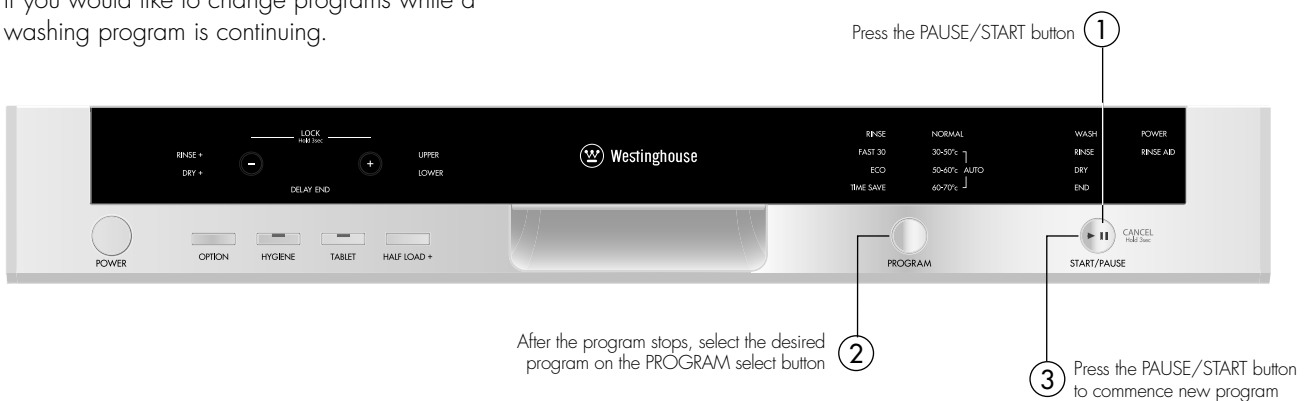 If you would like to change programs while a
washing program is continuing.
Press the PAUSE/START button 1
LOCK
Hold 3sec
RINSE +
DRY +
-
+
UPPER
LOWER
DELAY END
Westinghouse
RINSE
FAST 30
ECO
TIME SAVE
NORMAL
30-50°c
50-60°c AUTO
60-70°c
WASH
RINSE
DRY
END
POWER
RINSE AID
POWER
OPTION
HYGIENE
TABLET
HALF LOAD +
PROGRAM
CANCEL
Hold 3sec
START/PAUSE
After the program stops, select the desired
program on the PROGRAM select button
2
3
Press the PAUSE/START button
to commence new program